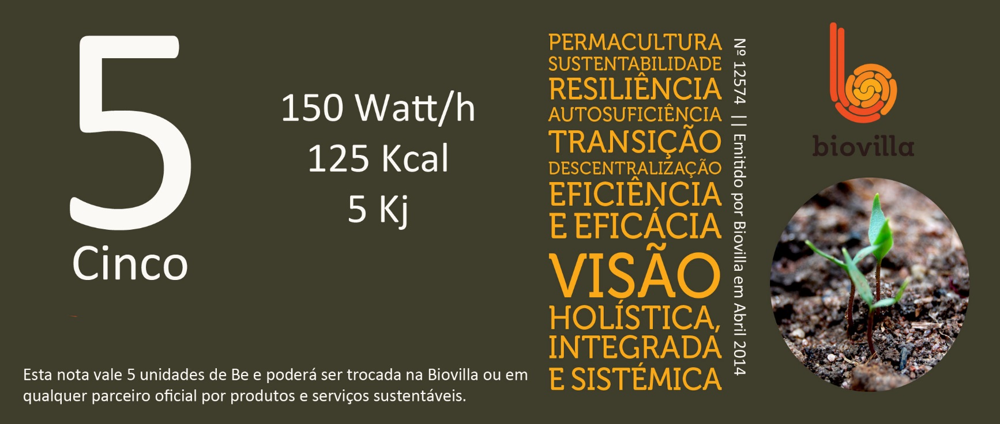 5
Cinco
150 Watt/h
125 Kcal
5 Kj
Esta nota vale 5 unidades de Be e poderá ser trocada na Biovilla ou em
qualquer parceiro oficial por produtos e serviços sustentáveis.
PERMACULTURA
SUSTENTABILIDADE
RESILIÊNCIA
AUTOSUFICIÊNCIA
TRANSIÇÃO
DESCENTRALIZAÇÃO
EFICIÊNCIA
E EFICÁCIA
VISÃO
HOLÍSTICA,
INTEGRADA
E SISTÉMICA
Nº 12574 || Emitido por Biovilla em Abril 2014
biovilla